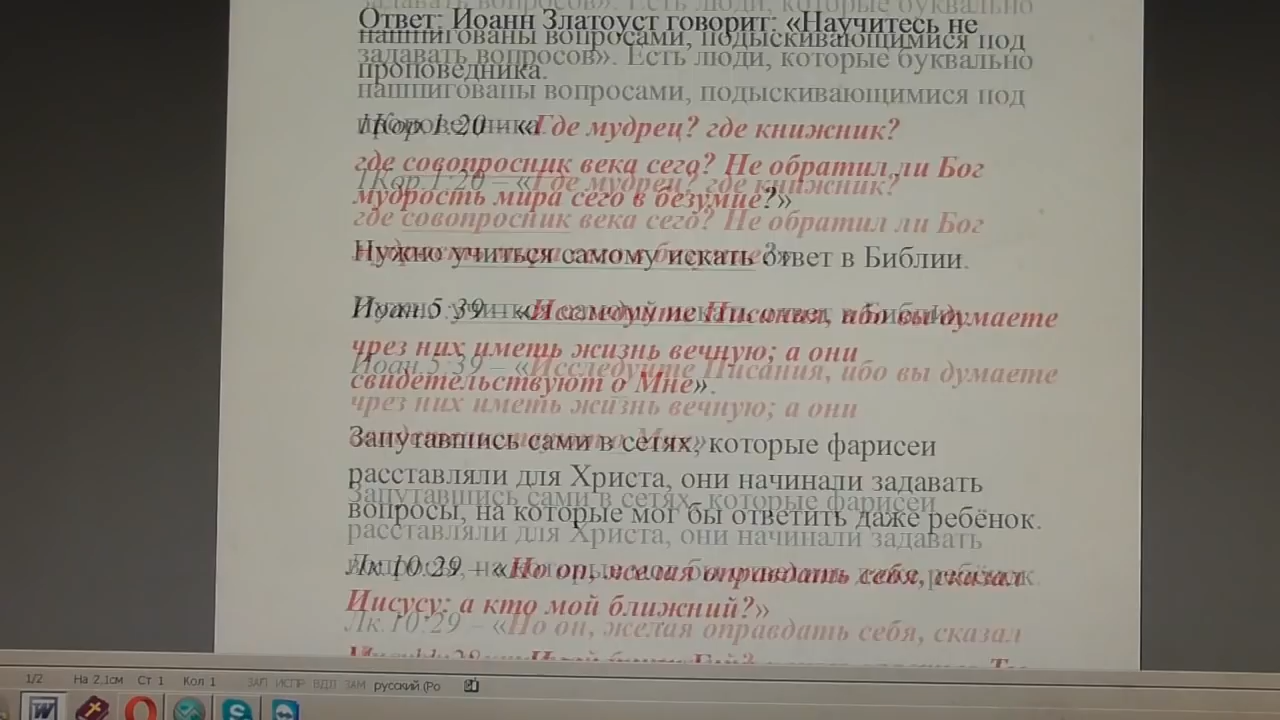 Ответ: Иоанн Златоуст говорит: «Научитесь не
задавать вопросов». Есть люди, которые буквально
нашпигованы вопросами, подыскивающимися под
проповедника.
1Кор.1:20 – «Где мудрец? где книжник?
где совопросник века сего? Не обратил ли Бог
мудрость мира сего в безумие?»
Нужно учиться самому искать ответ в Библии.
Иоан.5:39 – «Исследуйте Писания, ибо вы думаете
чрез них иметь жизнь вечную; а они
свидетельствуют о Мне».
Запутавшись сами в сетях, которые фарисеи
расставляли для Христа, они начинали задавать
вопросы, на которые мог бы ответить даже ребёнок.
Лк.10:29 – «Но он, желая оправдать себя, сказал
Иисусу: а кто мой ближний?»
1/2 На 2,1см Ст 1 Кол 1 ЗАП ИСПР ВДЛ ЗАМ русский (Ро